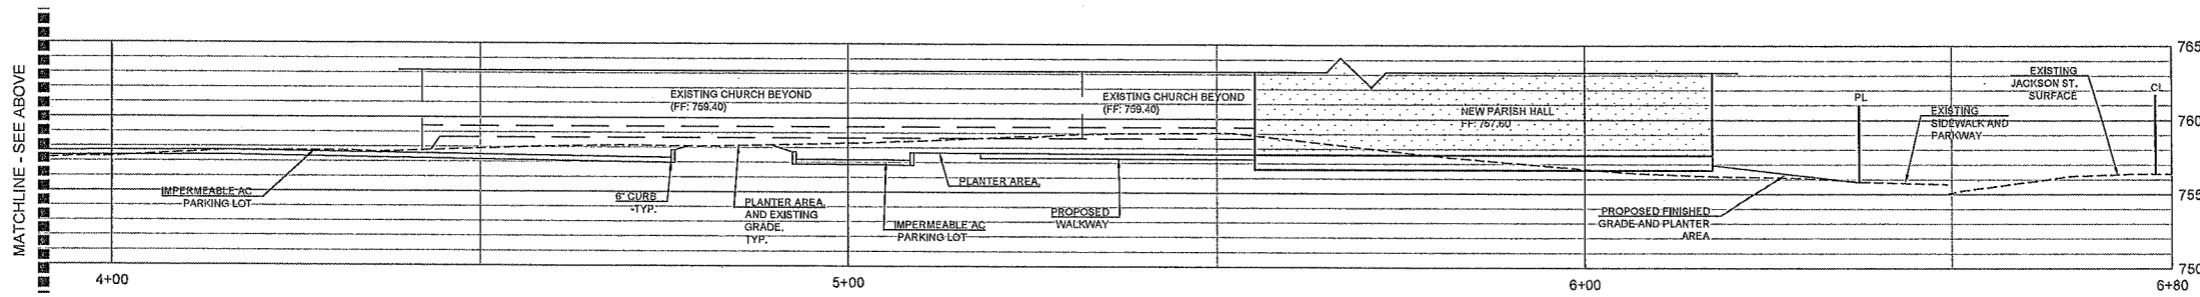 MATCHLINE - SEE ABOVE
765
EXISTING CHURCH BEYOND
(FF: 759.40)
EXISTING CHURCH BEYOND
(FF: 759.40)
NEW PARISH HALL
FF: 757.60
PL
EXISTING
SIDEWALK AND
PARKWAY
EXISTING
JACKSON ST.
SURFACE
CL
760
IMPERMEABLE AC
PARKING LOT
6" CURB
-TYP.
PLANTER AREA
AND EXISTING
GRADE,
TYP.
IMPERMEABLE AC
PARKING LOT
PLANTER AREA
PROPOSED
WALKWAY
PROPOSED FINISHED
GRADE AND PLANTER
AREA
755
750
4+00
5+00
6+00
6+80